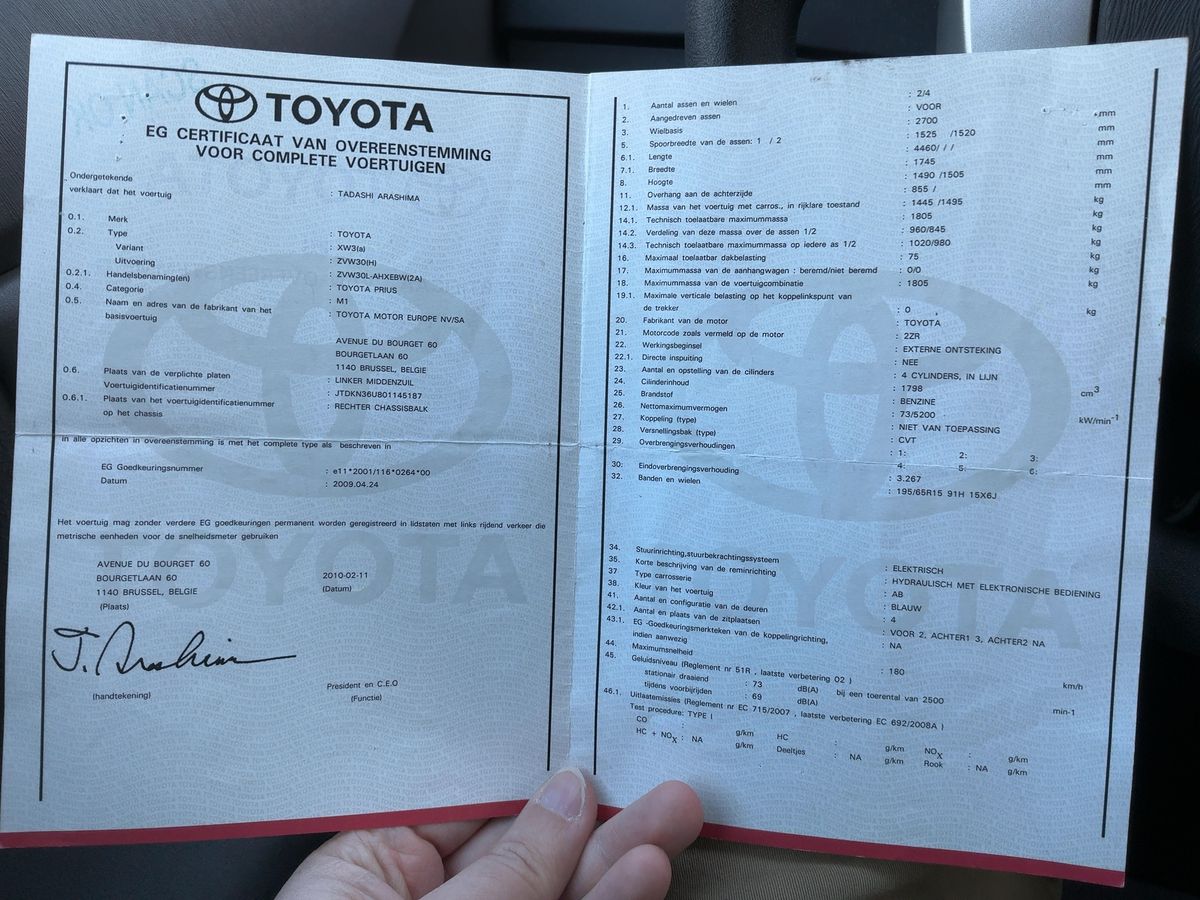 TOYOTA
EG CERTIFICAAT VAN OVEREENSTEMMING
VOOR COMPLETE VOERTUIGEN
Ondergetekende
verklaart dat het voertuig : TADASHI ARASHIMA
0.1. Merk : TOYOTA
0.2. Type : XW3(a)
Variant : ZVW30(H)
Uitvoering : ZVW30L-AHXEBW(2A)
0.2.1. Handelsbenaming(en) : TOYOTA PRIUS
0.4. Categorie : M1
0.5. Naam en adres van de fabrikant van het : TOYOTA MOTOR EUROPE NV/SA
basisvoertuig
AVENUE DU BOURGET 60
BOURGETLAAN 60
1140 BRUSSEL, BELGIE
0.6. Plaats van de verplichte platen : LINKER MIDDENZUIL
Voertuigidentificatienummer : JTDKN36U801145187
0.6.1. Plaats van het voertuigidentificatienummer : RECHTER CHASSISBALK
op het chassis
In alle opzichten in overeenstemming is met het complete type als beschreven in
EG Goedkeuringsnummer : e11*2001/116*0264*00
Datum : 2009.04.24
Het voertuig mag zonder verdere EG goedkeuringen permanent worden geregistreerd in lidstaten met links rijdend verkeer die
metrische eenheden voor de snelheidsmeter gebruiken
AVENUE DU BOURGET 60
BOURGETLAAN 60 2010-02-11
1140 BRUSSEL, BELGIE (Datum)
(Plaats)
T. Arashima
(handtekening) President en C.E.O
(Functie)
1. Aantal assen en wielen : 2/4
2. Aangedreven assen : VOOR
3. Wielbasis : 2700 mm
5. Spoorbreedte van de assen: 1 / 2 : 1525 /1520 mm
6.1. Lengte : 4460/ / / mm
7.1. Breedte : 1745 mm
8. Hoogte : 1490 /1505 mm
11. Overhang aan de achterzijde : 855 / mm
12.1. Massa van het voertuig met carros., in rijklare toestand : 1445 /1495 kg
14.1. Technisch toelaatbare maximummassa : 1805 kg
14.2. Verdeling van deze massa over de assen 1/2 : 960/845 kg
14.3. Technisch toelaatbare maximummassa op iedere as 1/2 : 1020/980 kg
16. Maximaal toelaatbare dakbelasting : 75 kg
17. Maximummassa van de aanhangwagen : beremd/niet beremd : 0/0 kg
18. Maximummassa van de voertuigcombinatie : 1805 kg
19.1. Maximale verticale belasting op het koppelinkspunt van
de trekker : 0 kg
20. Fabrikant van de motor : TOYOTA
21. Motorcode zoals vermeld op de motor : 2ZR
22. Werkingsbeginsel : EXTERNE ONTSTEKING
22.1. Directe inspuiting : NEE
23. Aantal en opstelling van de cilinders : 4 CYLINDERS, IN LIJN
24. Cilinderinhoud : 1798 cm3
25. Brandstof : BENZINE
26. Nettomaximumvermogen : 73/5200 kW/min-1
27. Koppeling (type) : NIET VAN TOEPASSING
28. Versnellingsbak (type) : CVT
29. Overbrengingsverhoudingen : 1: 2: 3:
4: 5: 6:
30: Eindoverbrengingsverhouding : 3.267
32. Banden en wielen : 195/65R15 91H 15X6J
34. Stuurinrichting,stuurbekrachtingssysteem : ELEKTRISCH
35. Korte beschrijving van de reminrichting : HYDRAULISCH MET ELEKTRONISCHE BEDIENING
37 Type carrosserie : AB
38. Kleur van het voertuig : BLAUW
41. Aantal en configuratie van de deuren : 4
42.1. Aantal en plaats van de zitplaatsen : VOOR 2, ACHTER1 3, ACHTER2 NA
43.1. EG -Goedkeuringsmerkteken van de koppelingrichting, : NA
indien aanwezig
44. Maximumsnelheid : 180 km/h
45. Geluidsniveau (Reglement nr 51R , laatste verbetering 02 )
stationair draaiend : 73 dB(A) bij een toerental van 2500 min-1
tijdens voorbijrijden : 69 dB(A)
46.1. Uitlaatemissies (Reglement nr EC 715/2007 , laatste verbetering EC 692/2008A )
Test procedure: TYPE I
CO : g/km HC : g/km NOX : g/km
HC + NOX : NA g/km Deeltjes : NA g/km Rook : NA g/km